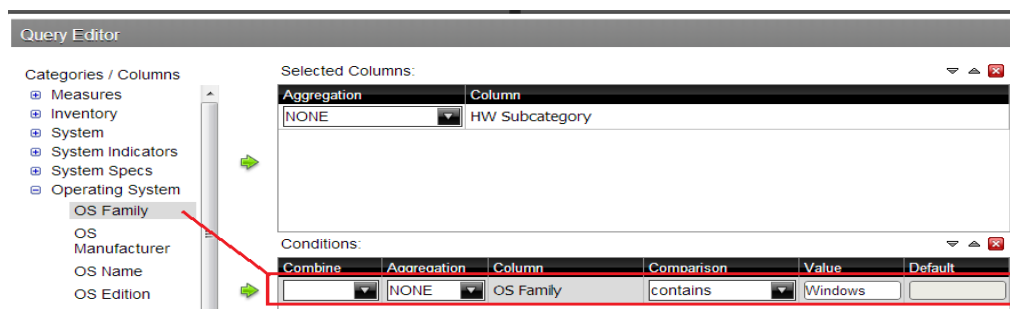 Query Editor
Categories / Columns
Measures
Inventory
System
System Indicators
System Specs
Operating System
OS Family
OS
Manufacturer
OS Name
OS Edition
Selected Columns:
Aggregation Column
NONE HW Subcategory
Conditions:
Combine Aggregation Column Comparison Value Default
NONE OS Family contains Windows